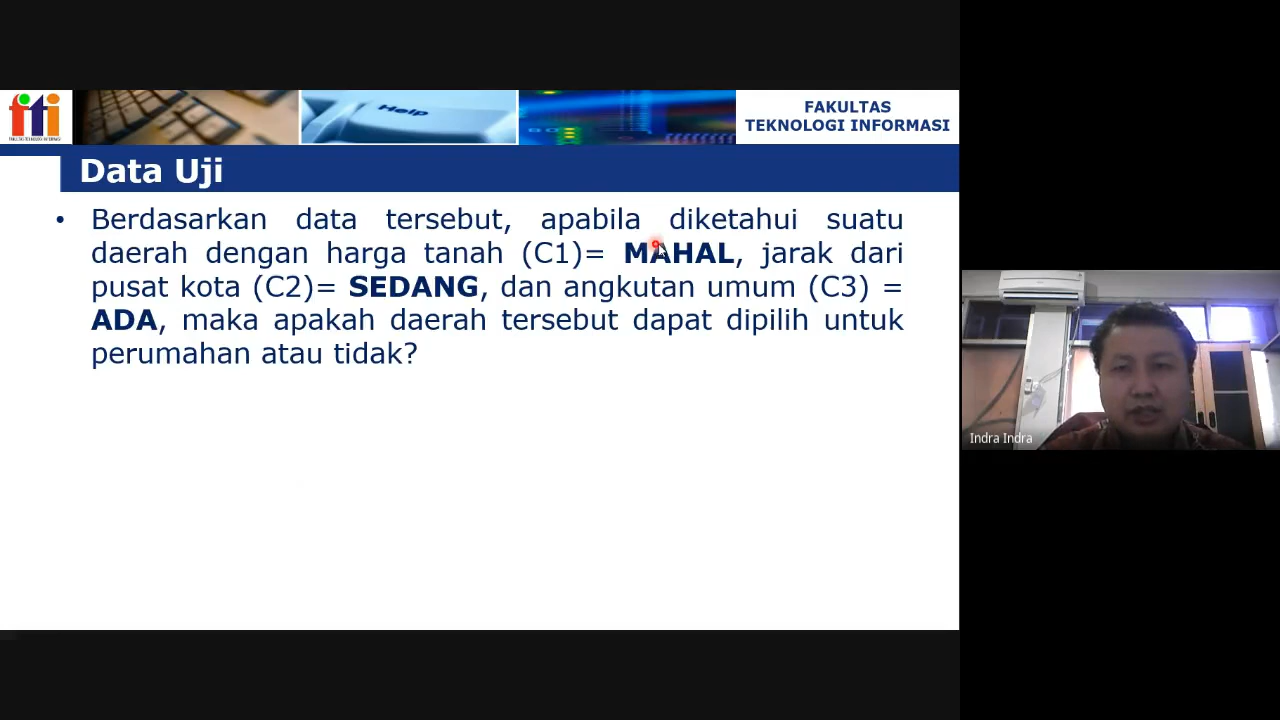 fiti
Help
FAKULTAS
TEKNOLOGI INFORMASI
Data Uji
• Berdasarkan data tersebut, apabila diketahui suatu
daerah dengan harga tanah (C1)= MAHAL, jarak dari
pusat kota (C2)= SEDANG, dan angkutan umum (C3) =
ADA, maka apakah daerah tersebut dapat dipilih untuk
perumahan atau tidak?
Indra Indra